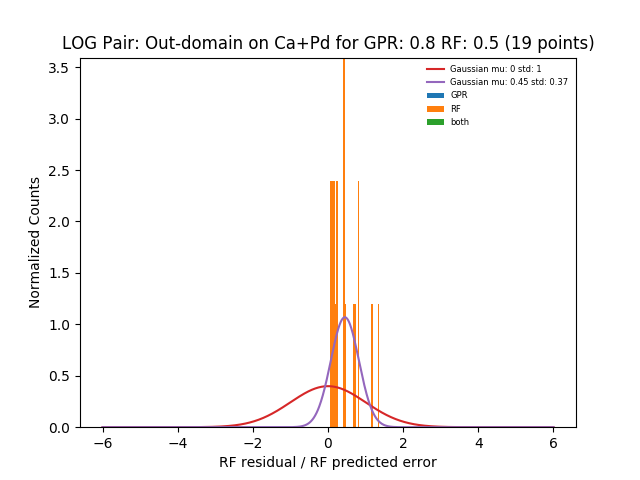 LOG Pair: Out-domain on Ca+Pd for GPR: 0.8 RF: 0.5 (19 points)
Gaussian mu: 0 std: 1
Gaussian mu: 0.45 std: 0.37
GPR
RF
both
Normalized Counts
3.5
3.0
2.5
2.0
1.5
1.0
0.5
0.0
−6 −4 −2 0 2 4 6
RF residual / RF predicted error